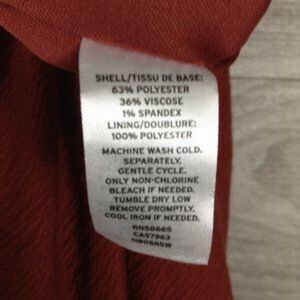 SHELL/TISSU DE BASE:
63% POLYESTER
36% VISCOSE
1% SPANDEX
LINING/DOUBLURE:
100% POLYESTER
MACHINE WASH COLD.
SEPARATELY.
GENTLE CYCLE.
ONLY NON-CHLORINE
BLEACH IF NEEDED.
TUMBLE DRY LOW
REMOVE PROMPTLY.
COOL IRON IF NEEDED.
RN58665
CA57963
NB0585W